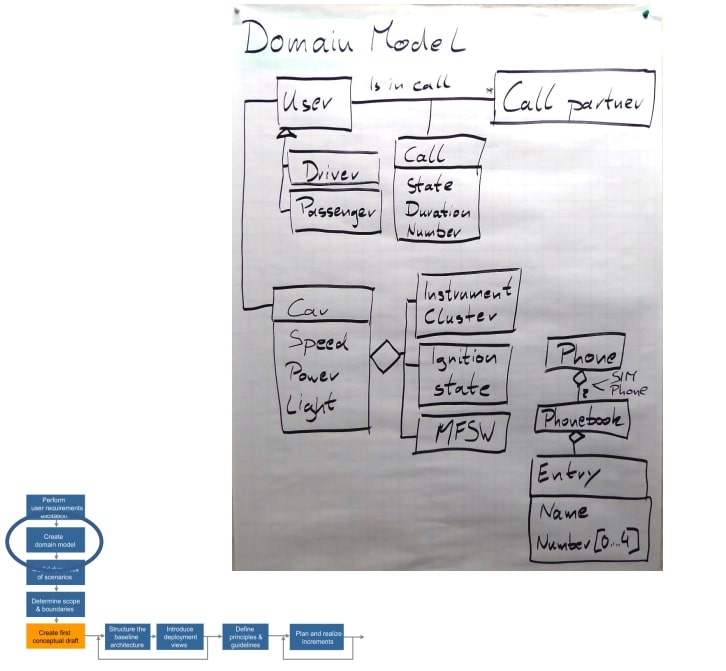 Domain Model
User
Is in call
*
Call partner
Driver
Passenger
Call
State
Duration
Number
Car
Speed
Power
Light
Instrument
Cluster
Ignition
state
MFSW
Phone
2
SIM
Phone
Phonebook
Entry
Name
Number [0...4]
Perform
user requirements
Create
domain model
of scenarios
Determine scope
& boundaries
Create first
conceptual draft
Structure the
baseline
architecture
Introduce
deployment
views
Define
principles &
guidelines
Plan and realize
increments